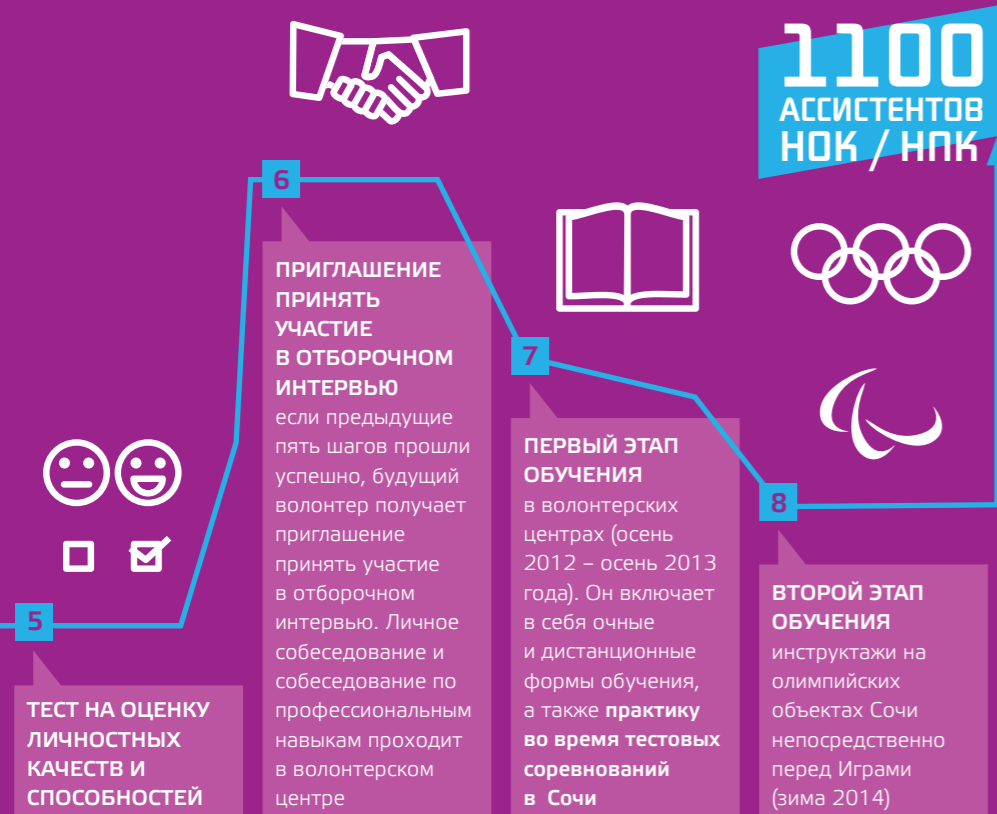 1100
АССИСТЕНТОВ
НОК / НПК
5
ТЕСТ НА ОЦЕНКУ
ЛИЧНОСТНЫХ
КАЧЕСТВ И
СПОСОБНОСТЕЙ
6
ПРИГЛАШЕНИЕ
ПРИНЯТЬ
УЧАСТИЕ
В ОТБОРОЧНОМ
ИНТЕРВЬЮ
если предыдущие
пять шагов прошли
успешно, будущий
волонтер получает
приглашение
принять участие
в отборочном
интервью. Личное
собеседование и
собеседование по
профессиональным
навыкам проходит
в волонтерском
центре
7
ПЕРВЫЙ ЭТАП
ОБУЧЕНИЯ
в волонтерских
центрах (осень
2012 – осень 2013
года). Он включает
в себя очные
и дистанционные
формы обучения,
а также практику
во время тестовых
соревнований
в Сочи
8
ВТОРОЙ ЭТАП
ОБУЧЕНИЯ
инструктажи на
олимпийских
объектах Сочи
непосредственно
перед Играми
(зима 2014)